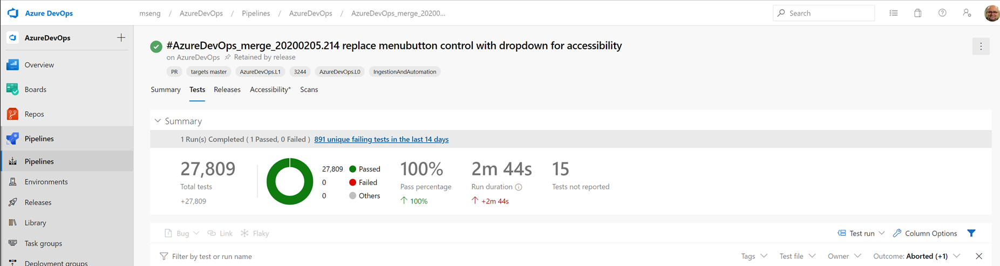 Azure DevOps
mseng / AzureDevOps / Pipelines / AzureDevOps / AzureDevOps_merge_20200...
Search
AzureDevOps
Overview
Boards
Repos
Pipelines
Pipelines
Environments
Releases
Library
Task groups
Deployment groups
#AzureDevOps_merge_20200205.214 replace menubutton control with dropdown for accessibility
on AzureDevOps Retained by release
PR targets master AzureDevOps.L1 3244 AzureDevOps.L0 IngestionAndAutomation
Summary Tests Releases Accessibility* Scans
Summary
1 Run(s) Completed ( 1 Passed, 0 Failed ) 891 unique failing tests in the last 14 days
27,809
Total tests
+27,809
27,809 Passed
0 Failed
0 Others
100%
Pass percentage
100%
2m 44s
Run duration
+2m 44s
15
Tests not reported
Bug Link Flaky
Test run Column Options
Filter by test or run name
Tags Test file Owner Outcome: Aborted (+1)